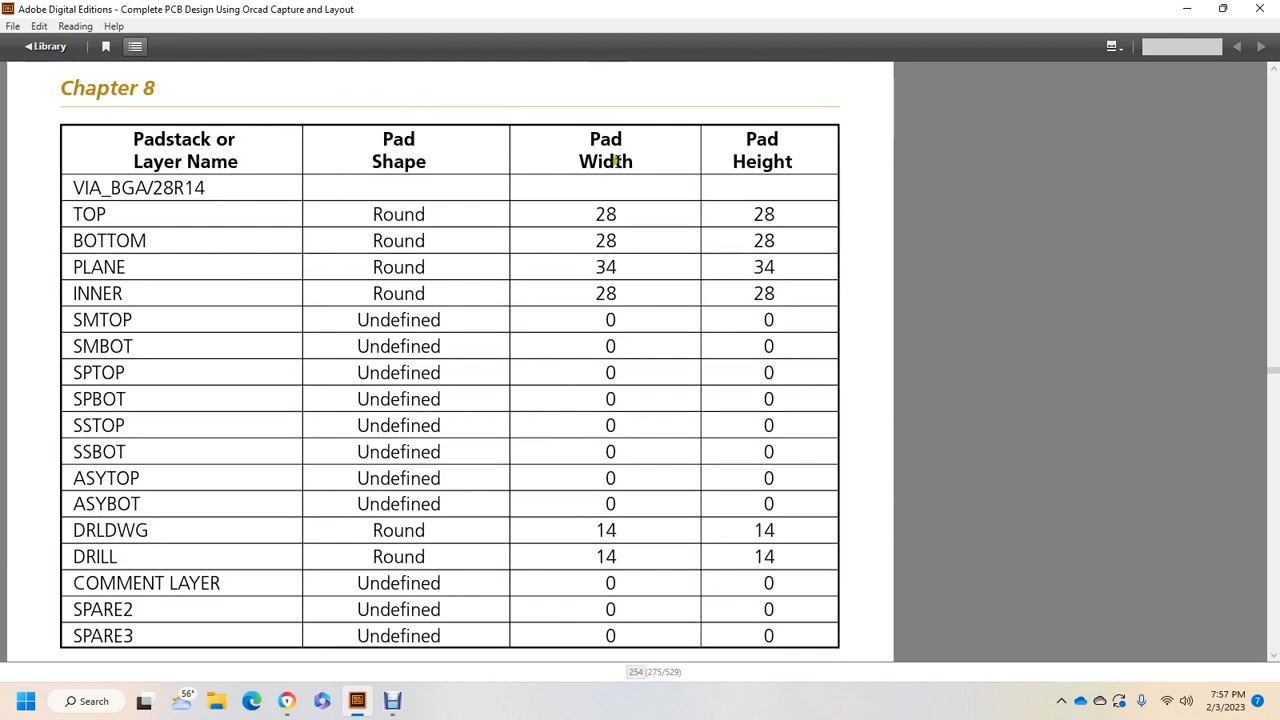 Adobe Digital Editions - Complete PCB Design Using Orcad Capture and Layout
File Edit Reading Help
Library
Chapter 8
Padstack or Layer Name Pad Shape Pad Width Pad Height
VIA_BGA/28R14
TOP Round 28 28
BOTTOM Round 28 28
PLANE Round 34 34
INNER Round 28 28
SMTOP Undefined 0 0
SMBOT Undefined 0 0
SPTOP Undefined 0 0
SPBOT Undefined 0 0
SSTOP Undefined 0 0
SSBOT Undefined 0 0
ASYTOP Undefined 0 0
ASYBOT Undefined 0 0
DRLDWG Round 14 14
DRILL Round 14 14
COMMENT LAYER Undefined 0 0
SPARE2 Undefined 0 0
SPARE3 Undefined 0 0
254 (275/529)
Search 56° 7:57 PM
2/3/2023 7